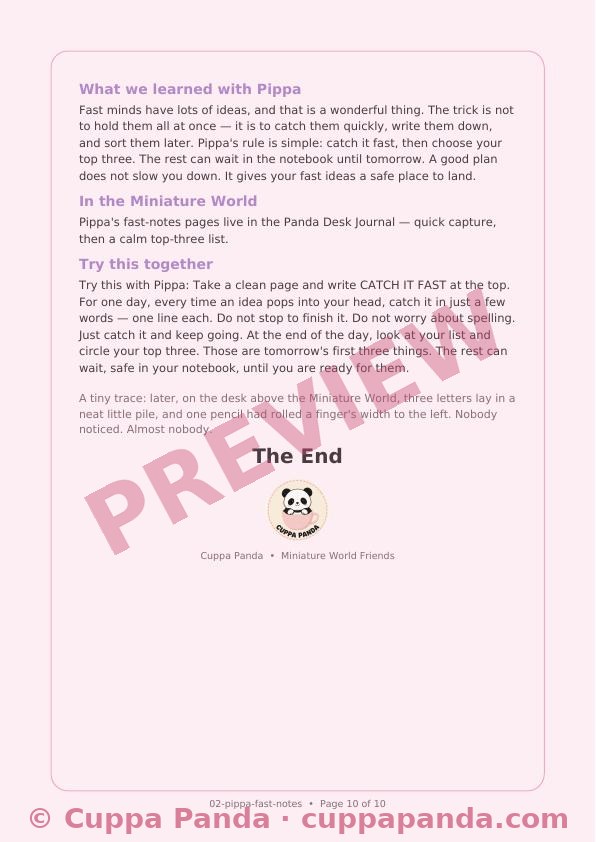 What we learned with Pippa
Fast minds have lots of ideas, and that is a wonderful thing. The trick is not
to hold them all at once — it is to catch them quickly, write them down,
and sort them later. Pippa's rule is simple: catch it fast, then choose your
top three. The rest can wait in the notebook until tomorrow. A good plan
does not slow you down. It gives your fast ideas a safe place to land.
In the Miniature World
Pippa's fast-notes pages live in the Panda Desk Journal — quick capture,
then a calm top-three list.
Try this together
Try this with Pippa: Take a clean page and write CATCH IT FAST at the top.
For one day, every time an idea pops into your head, catch it in just a few
words — one line each. Do not stop to finish it. Do not worry about spelling.
Just catch it and keep going. At the end of the day, look at your list and
circle your top three. Those are tomorrow's first three things. The rest can
wait, safe in your notebook, until you are ready for them.
A tiny trace: later, on the desk above the Miniature World, three letters lay in a
neat little pile, and one pencil had rolled a finger's width to the left. Nobody
noticed. Almost nobody.
PREVIEW
The End
CUPPA PANDA
Cuppa Panda • Miniature World Friends
02-pippa-fast-notes • Page 10 of 10
© Cuppa Panda · cuppapanda.com